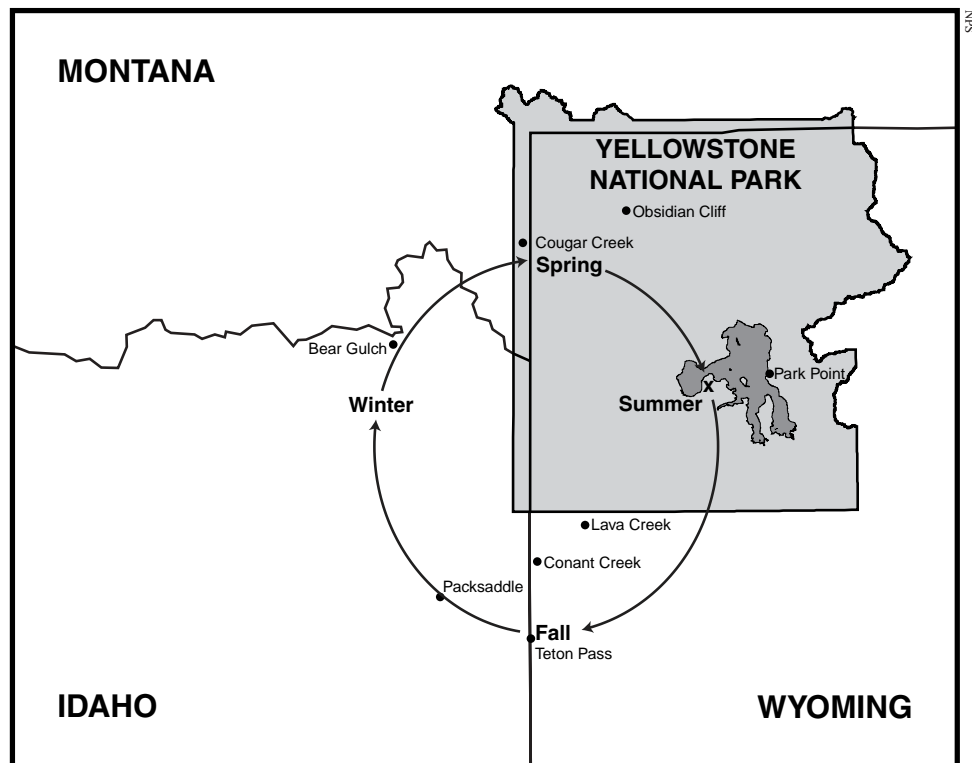 NPS
MONTANA
YELLOWSTONE
NATIONAL PARK
Obsidian Cliff
Cougar Creek
Spring
Bear Gulch
Park Point
x
Winter
Summer
Lava Creek
Conant Creek
Packsaddle
Fall
Teton Pass
IDAHO
WYOMING